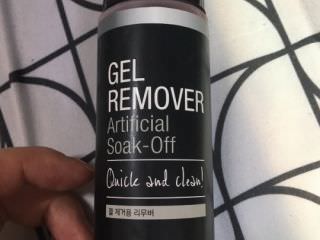 GEL
REMOVER
Artificial
Soak-Off
Quick and clean!
젤 제거용 리무버